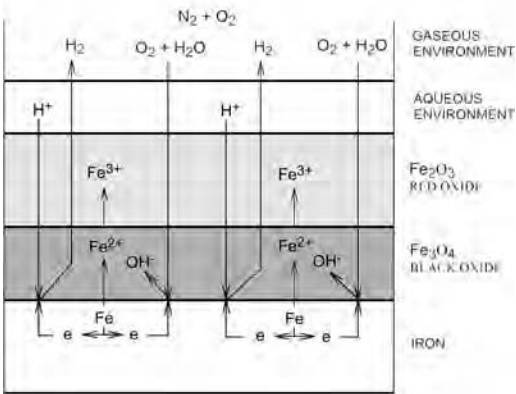 N₂ + O₂
H₂ O₂ + H₂O H₂ O₂ + H₂O
GASEOUS
ENVIRONMENT
H⁺ H⁺
AQUEOUS
ENVIRONMENT
Fe³⁺ Fe³⁺
Fe₂O₃
RED OXIDE
Fe²⁺ OH⁻ Fe²⁺ OH⁻
Fe₃O₄
BLACK OXIDE
Fe Fe
e e e e
IRON